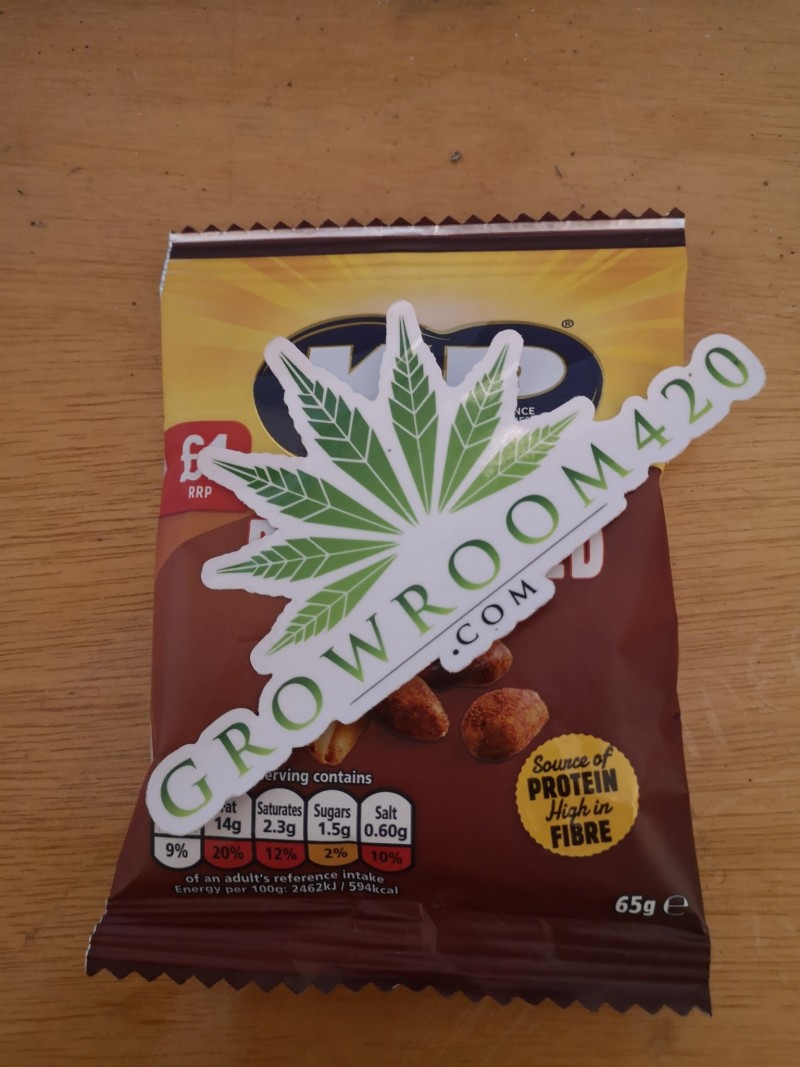 ®
£1
RRP
GROWROOM420
.COM
erving contains
Saturates Sugars Salt
14g 2.3g 1.5g 0.60g
9% 20% 12% 2% 10%
of an adult's reference intake
Energy per 100g: 2462kJ / 594kcal
Source of
PROTEIN
High in
FIBRE
65g e